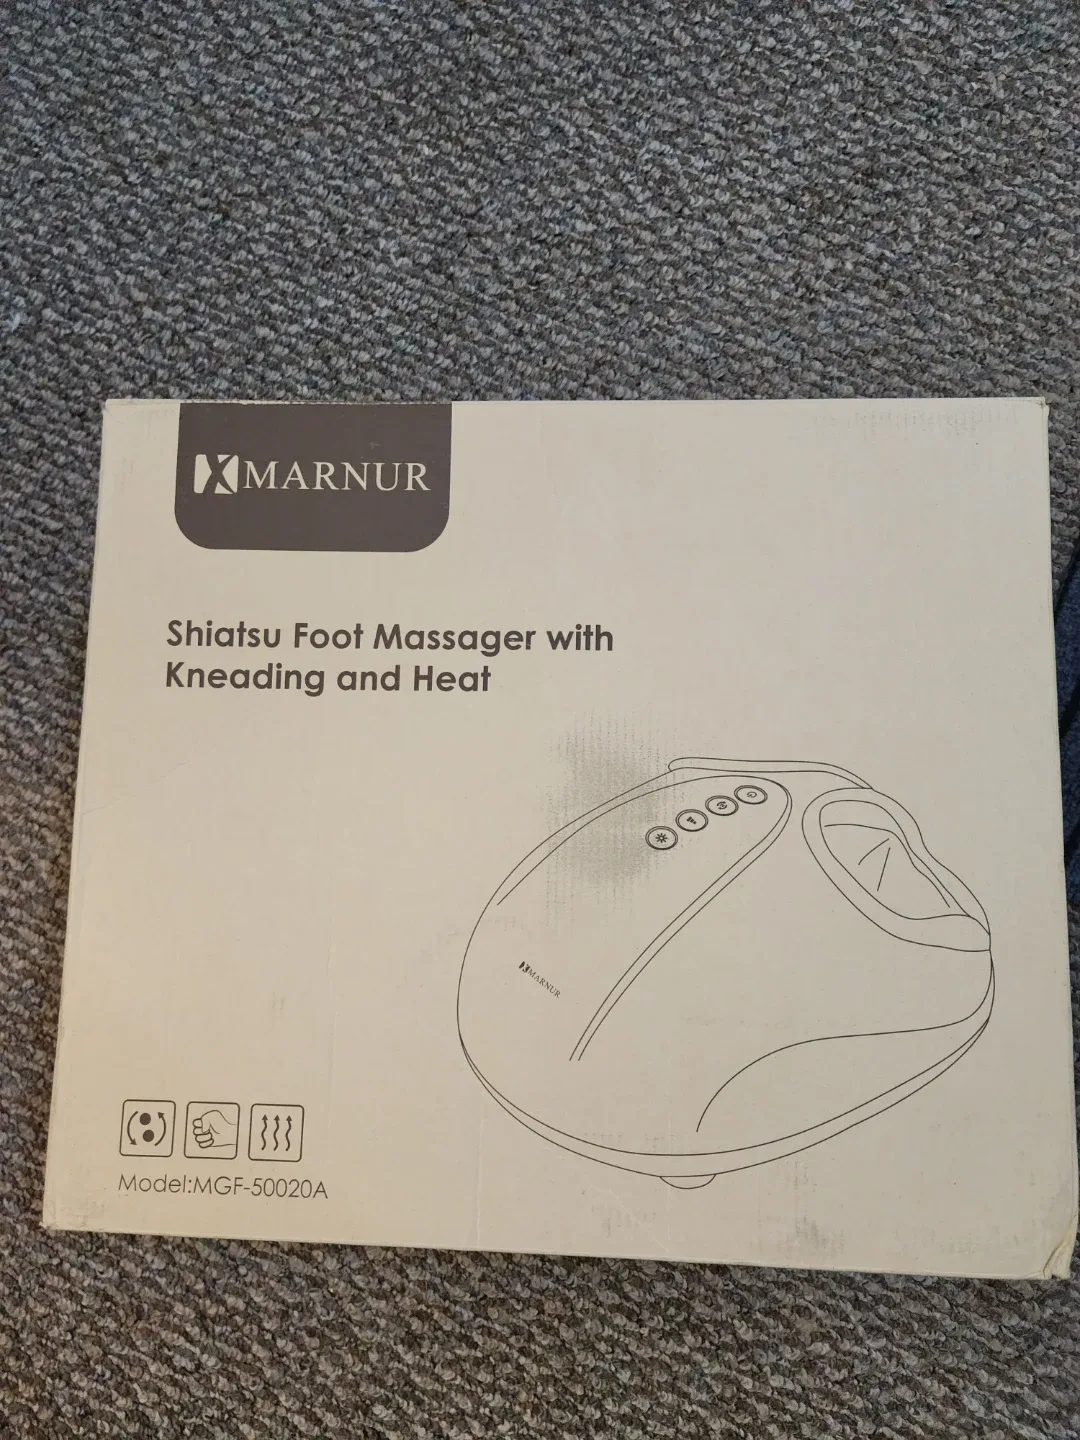 MARNUR
Shiatsu Foot Massager with
Kneading and Heat
MARNUR
Model:MGF-50020A